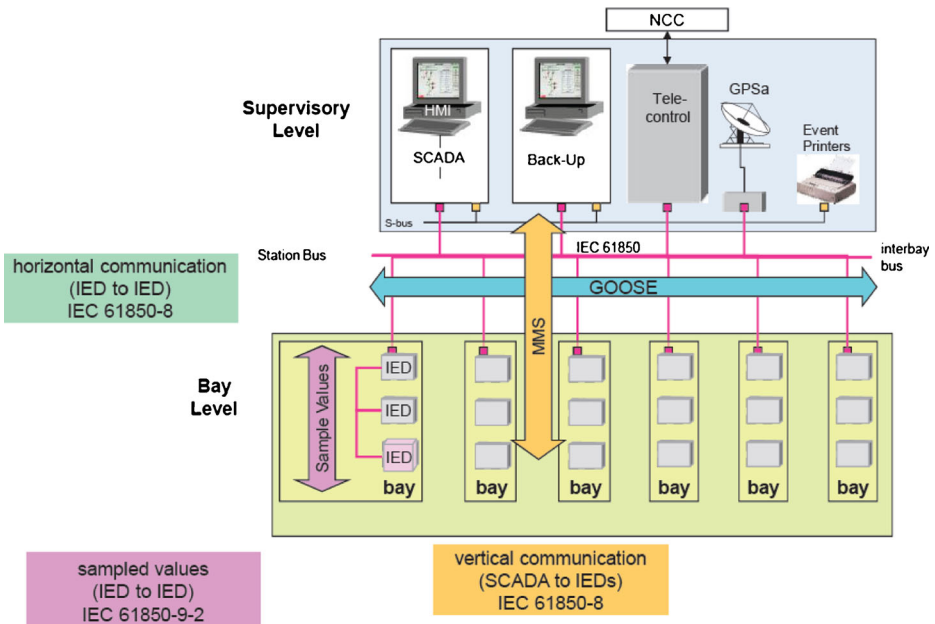 NCC
Supervisory
Level
HMI
SCADA
Back-Up
Tele-
control
GPSa
Event
Printers
S-bus
Station Bus
IEC 61850
interbay
bus
horizontal communication
(IED to IED)
IEC 61850-8
GOOSE
MMS
Bay
Level
Sample Values
IED
IED
IED
bay
bay
bay
bay
bay
bay
sampled values
(IED to IED)
IEC 61850-9-2
vertical communication
(SCADA to IEDs)
IEC 61850-8